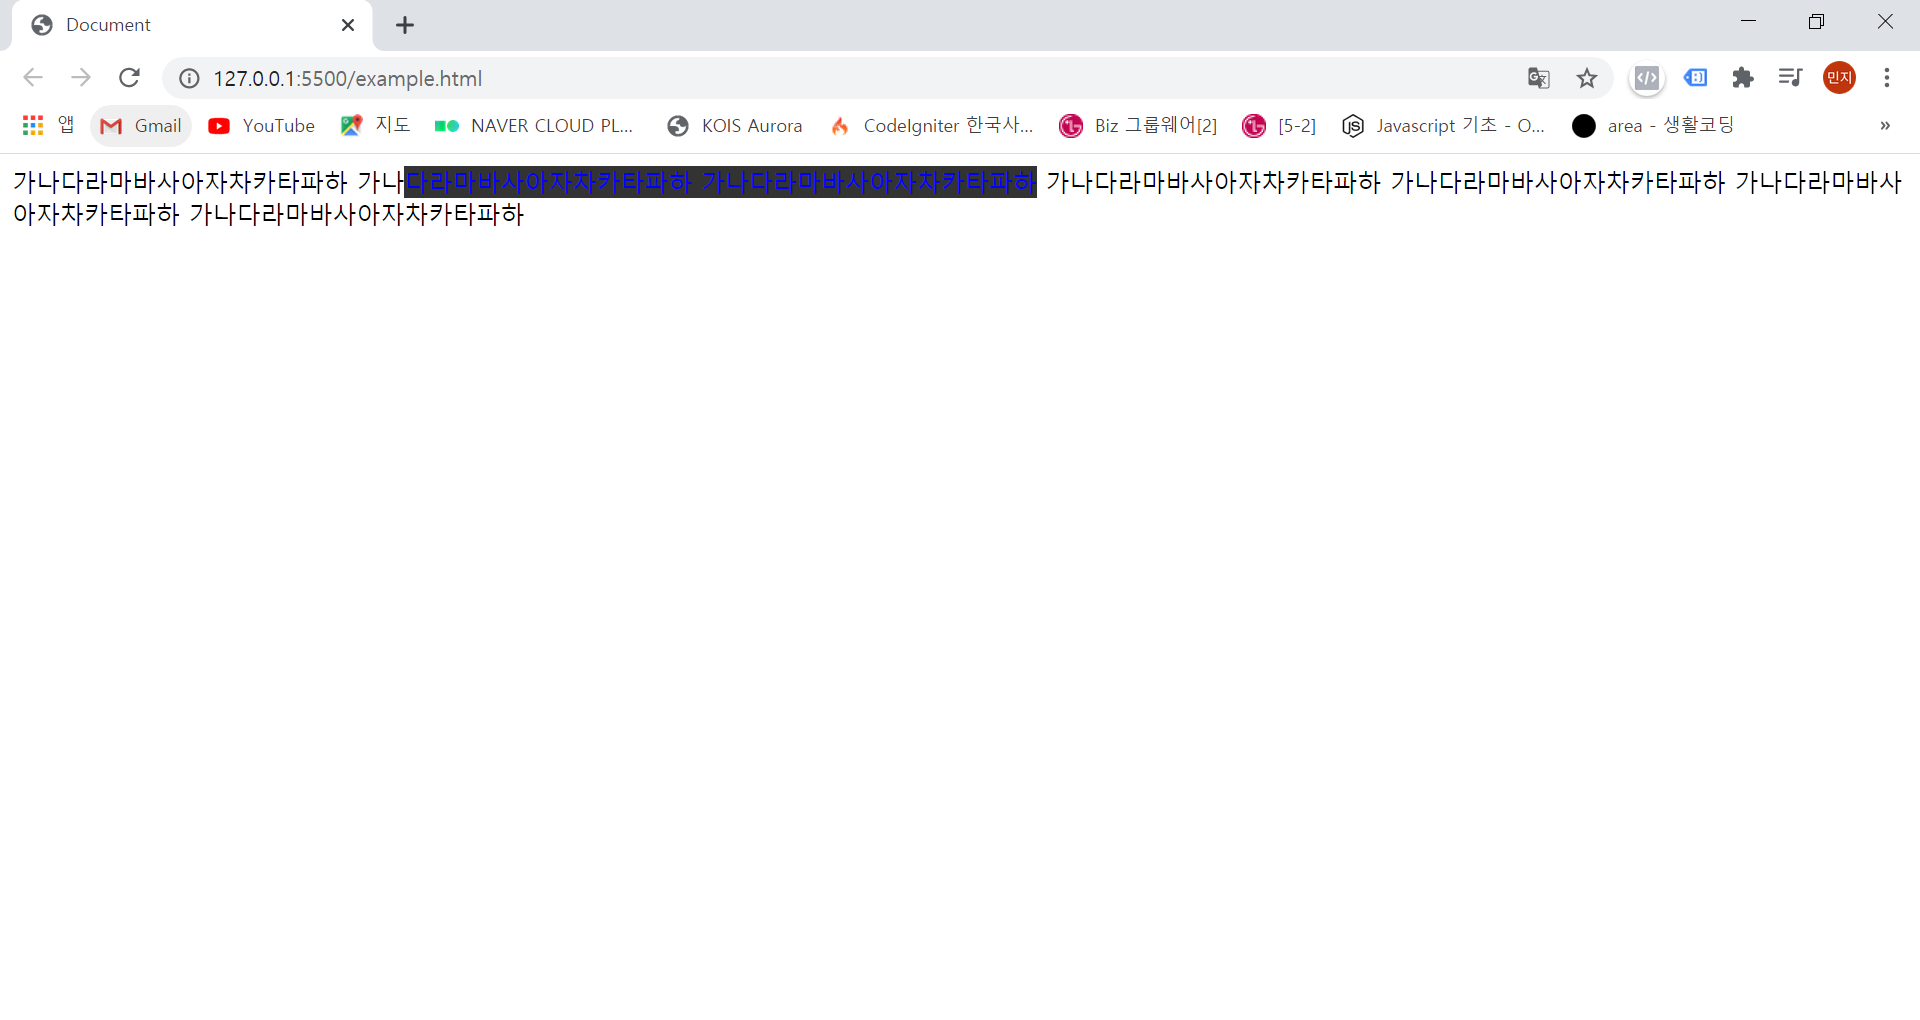 Document
127.0.0.1:5500/example.html
민지
앱 Gmail YouTube 지도 NAVER CLOUD PL... KOIS Aurora CodeIgniter 한국사... Biz 그룹웨어[2] [5-2] Javascript 기초 - O... area - 생활코딩 »
가나다라마바사아자차카타파하 가나다라마바사아자차카타파하 가나다라마바사아자차카타파하 가나다라마바사아자차카타파하 가나다라마바사아자차카타파하 가나다라마바사
아자차카타파하 가나다라마바사아자차카타파하